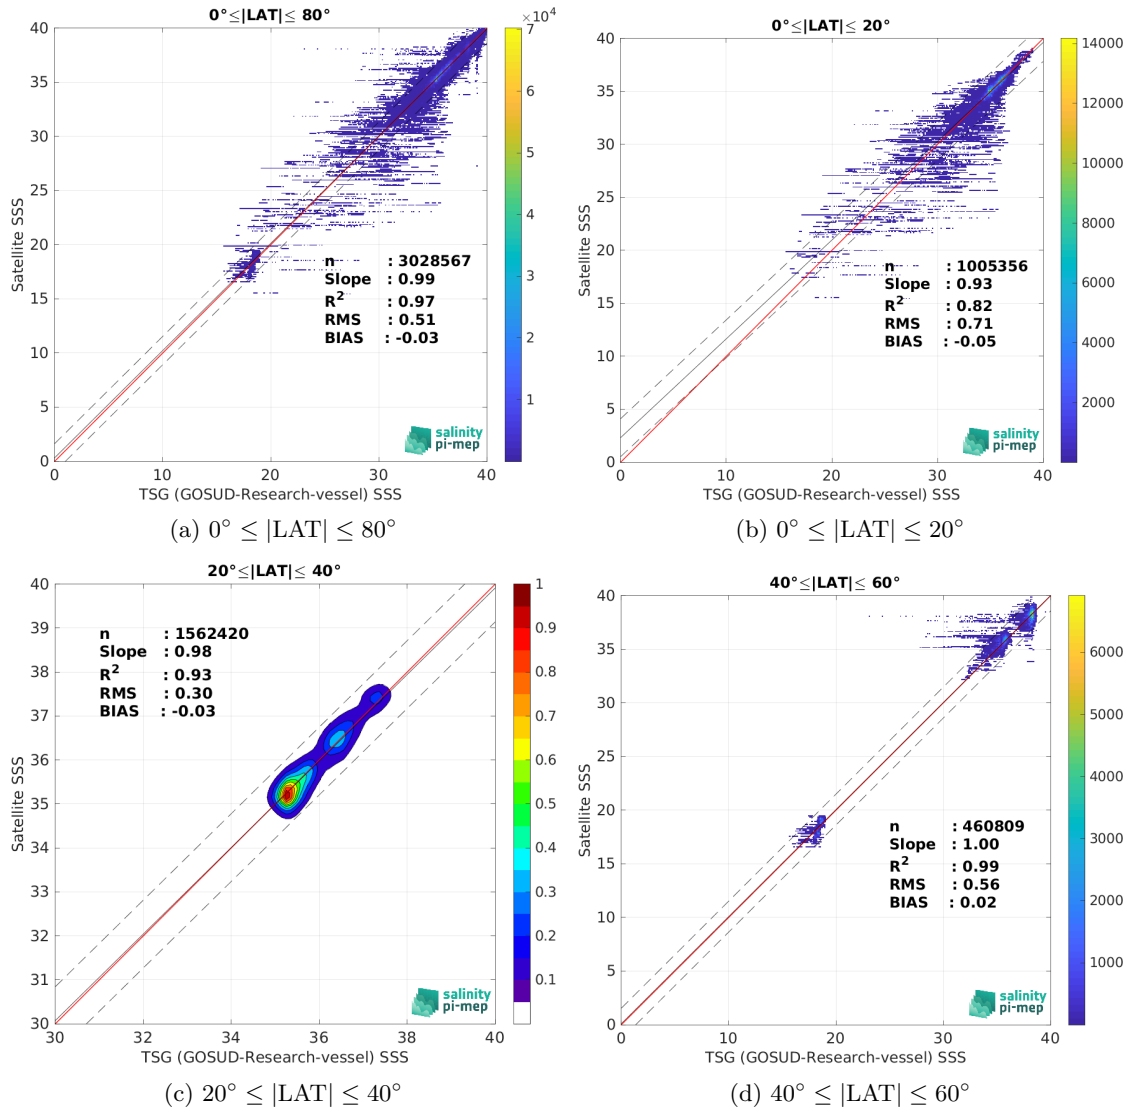 0°≤|LAT|≤ 80°
×10⁴
Satellite SSS
40
35
30
25
20
15
10
5
0
n : 3028567
Slope : 0.99
R² : 0.97
RMS : 0.51
BIAS : -0.03
salinity
pi-mep
0 10 20 30 40
TSG (GOSUD-Research-vessel) SSS
7
6
5
4
3
2
1
(a) 0° ≤ |LAT| ≤ 80°
0°≤|LAT|≤ 20°
Satellite SSS
40
35
30
25
20
15
10
5
0
n : 1005356
Slope : 0.93
R² : 0.82
RMS : 0.71
BIAS : -0.05
salinity
pi-mep
0 10 20 30 40
TSG (GOSUD-Research-vessel) SSS
14000
12000
10000
8000
6000
4000
2000
(b) 0° ≤ |LAT| ≤ 20°
20°≤|LAT|≤ 40°
Satellite SSS
40
39
38
37
36
35
34
33
32
31
30
n : 1562420
Slope : 0.98
R² : 0.93
RMS : 0.30
BIAS : -0.03
salinity
pi-mep
30 32 34 36 38 40
TSG (GOSUD-Research-vessel) SSS
1
0.9
0.8
0.7
0.6
0.5
0.4
0.3
0.2
0.1
(c) 20° ≤ |LAT| ≤ 40°
40°≤|LAT|≤ 60°
Satellite SSS
40
35
30
25
20
15
10
5
0
n : 460809
Slope : 1.00
R² : 0.99
RMS : 0.56
BIAS : 0.02
salinity
pi-mep
0 10 20 30 40
TSG (GOSUD-Research-vessel) SSS
6000
5000
4000
3000
2000
1000
(d) 40° ≤ |LAT| ≤ 60°